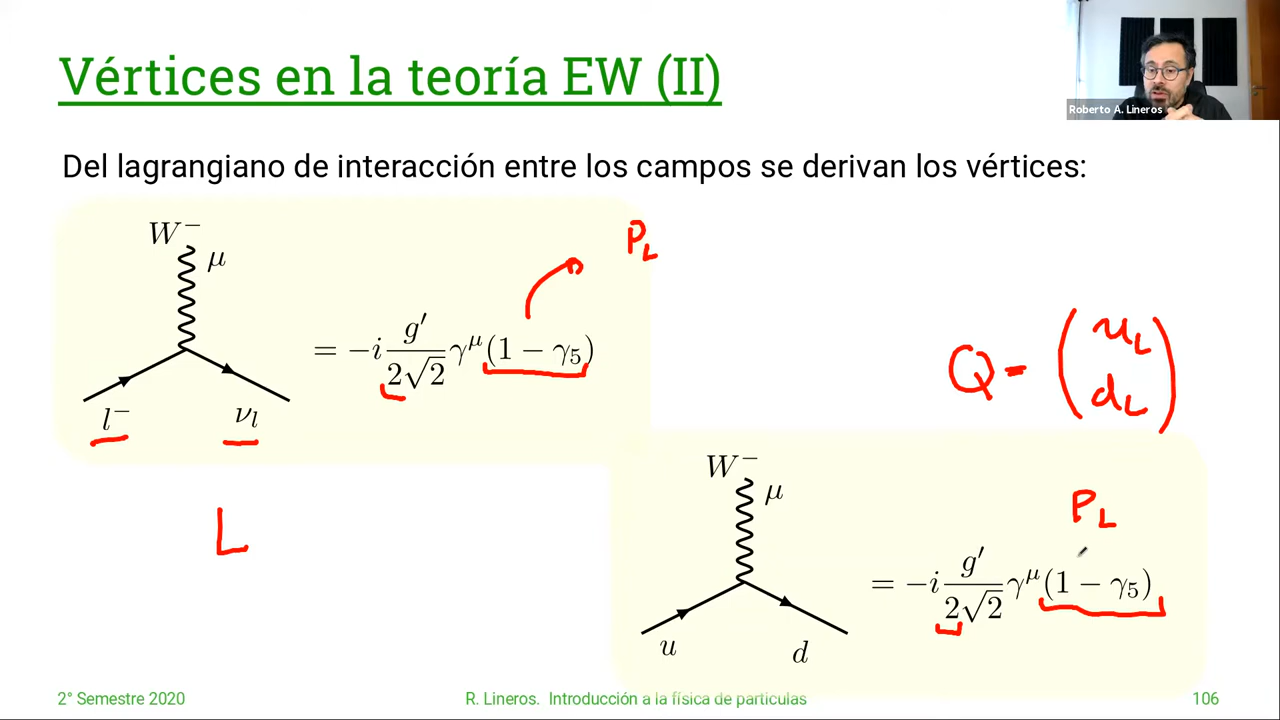 Vértices en la teoría EW (II)
Roberto A. Lineros
Del lagrangiano de interacción entre los campos se derivan los vértices:
W⁻
μ
P_L
= −i g′/(2√2) γ^μ (1 − γ₅)
l⁻
ν_l
Q = (u_L
d_L)
L
W⁻
μ
P_L
= −i g′/(2√2) γ^μ (1 − γ₅)
u
d
2° Semestre 2020
R. Lineros. Introducción a la física de partículas
106